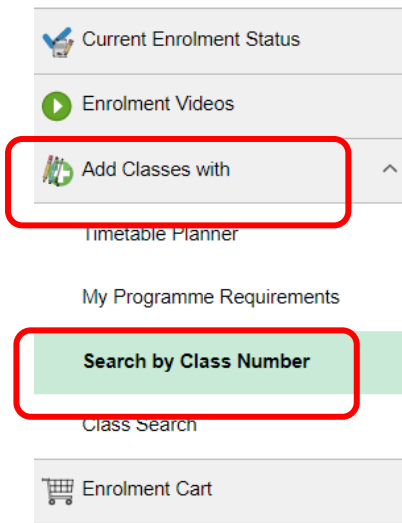 Current Enrolment Status
Enrolment Videos
Add Classes with
Timetable Planner
My Programme Requirements
Search by Class Number
Class Search
Enrolment Cart